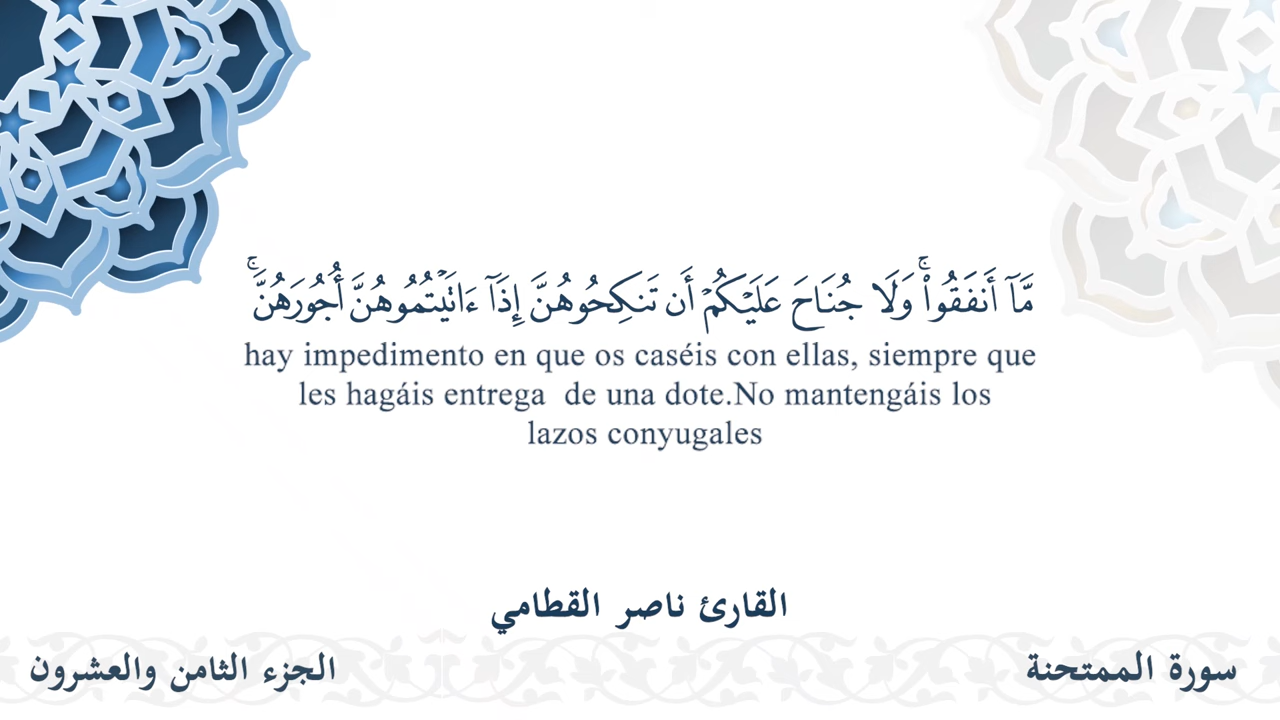 مَّآ أَنفَقُوا۟ۚ وَلَا جُنَاحَ عَلَيْكُمْ أَن تَنكِحُوهُنَّ إِذَآ ءَاتَيْتُمُوهُنَّ أُجُورَهُنَّۚ
hay impedimento en que os caséis con ellas, siempre que
les hagáis entrega  de una dote.No mantengáis los
lazos conyugales
القارئ ناصر القطامي
سورة الممتحنة
الجزء الثامن والعشرون